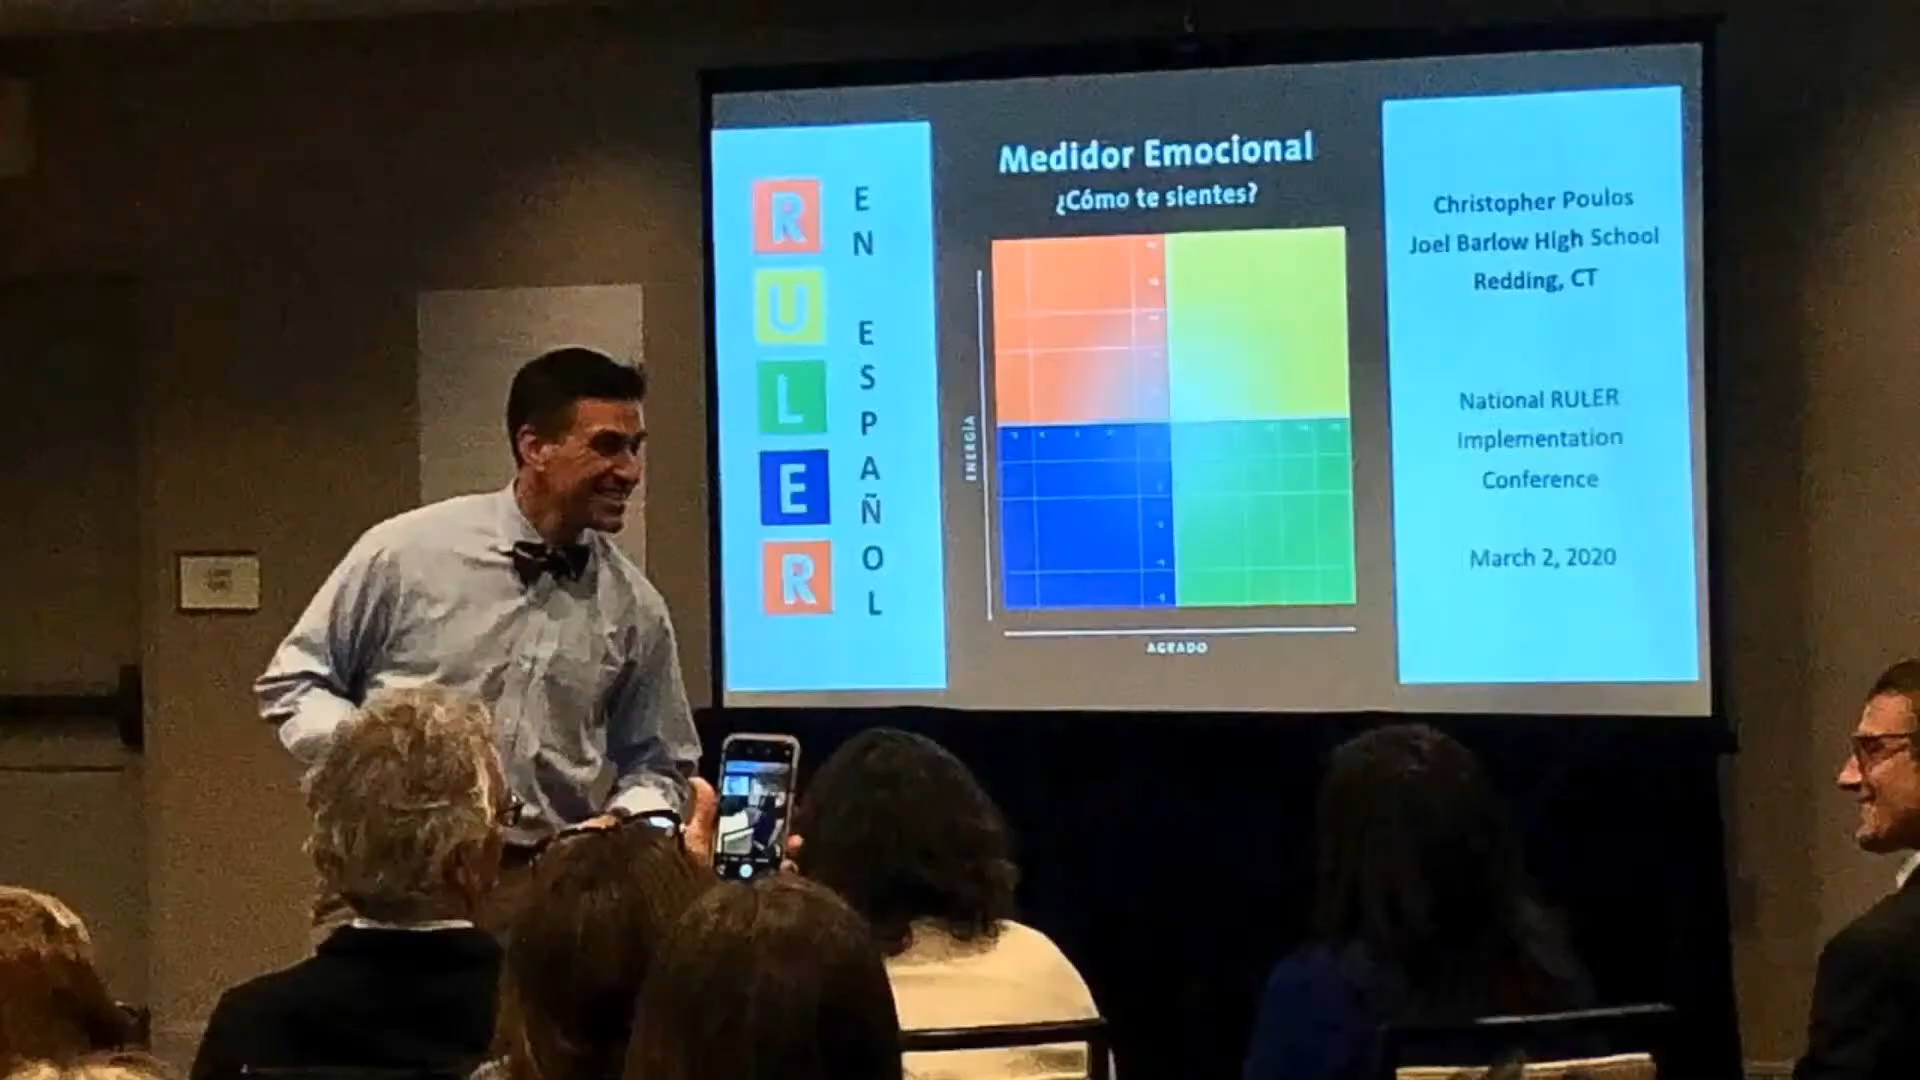 RULER
EN ESPAÑOL
Medidor Emocional
¿Cómo te sientes?
ENERGÍA
AGRADO
Christopher Poulos
Joel Barlow High School
Redding, CT
National RULER
Implementation
Conference
March 2, 2020